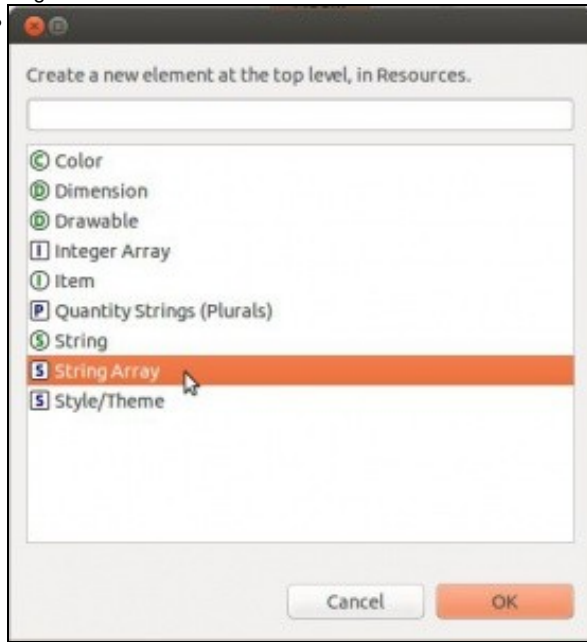 Create a new element at the top level, in Resources.
C Color
D Dimension
D Drawable
I Integer Array
I Item
P Quantity Strings (Plurals)
S String
S String Array
S Style/Theme
Cancel
OK